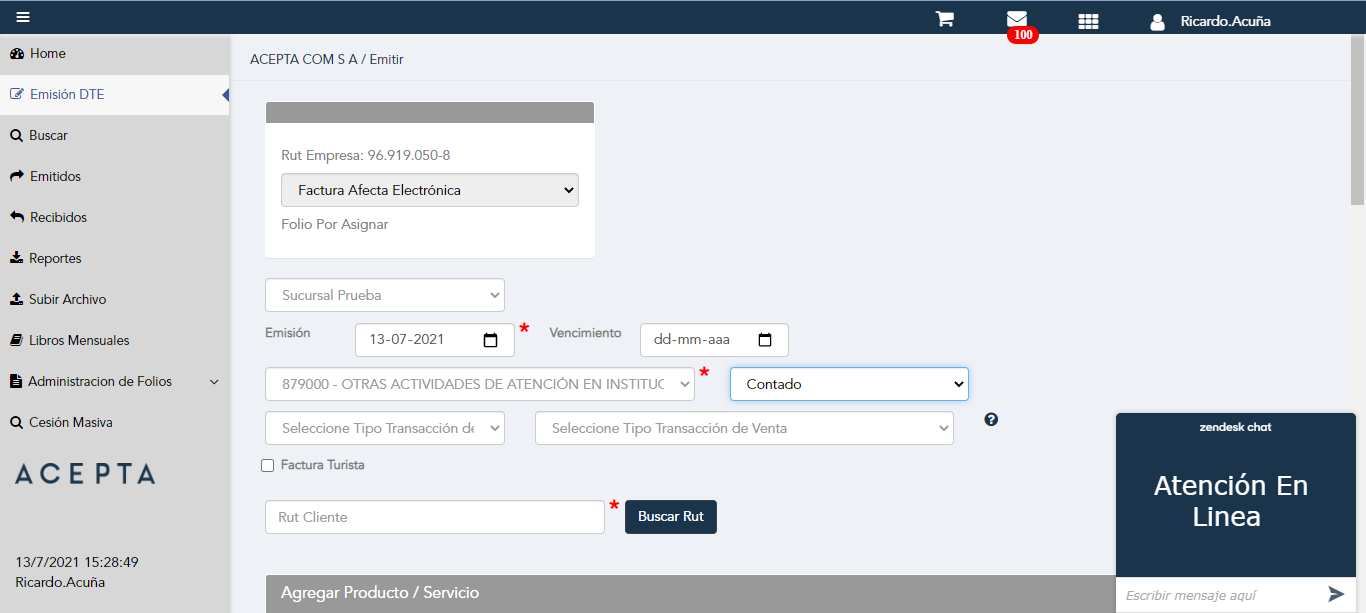 Ricardo.Acuña
100
Home
ACEPTA COM S A / Emitir
Emisión DTE
Buscar
Emitidos
Recibidos
Reportes
Subir Archivo
Libros Mensuales
Administracion de Folios
Cesión Masiva
ACEPTA
13/7/2021 15:28:49
Ricardo.Acuña
Rut Empresa: 96.919.050-8
Factura Afecta Electrónica
Folio Por Asignar
Sucursal Prueba
Emisión 13-07-2021 * Vencimiento dd-mm-aaa
879000 - OTRAS ACTIVIDADES DE ATENCIÓN EN INSTITUC * Contado
Seleccione Tipo Transacción de Seleccione Tipo Transacción de Venta ?
Factura Turista
Rut Cliente * Buscar Rut
Agregar Producto / Servicio
zendesk chat
Atención En
Linea
Escribir mensaje aquí